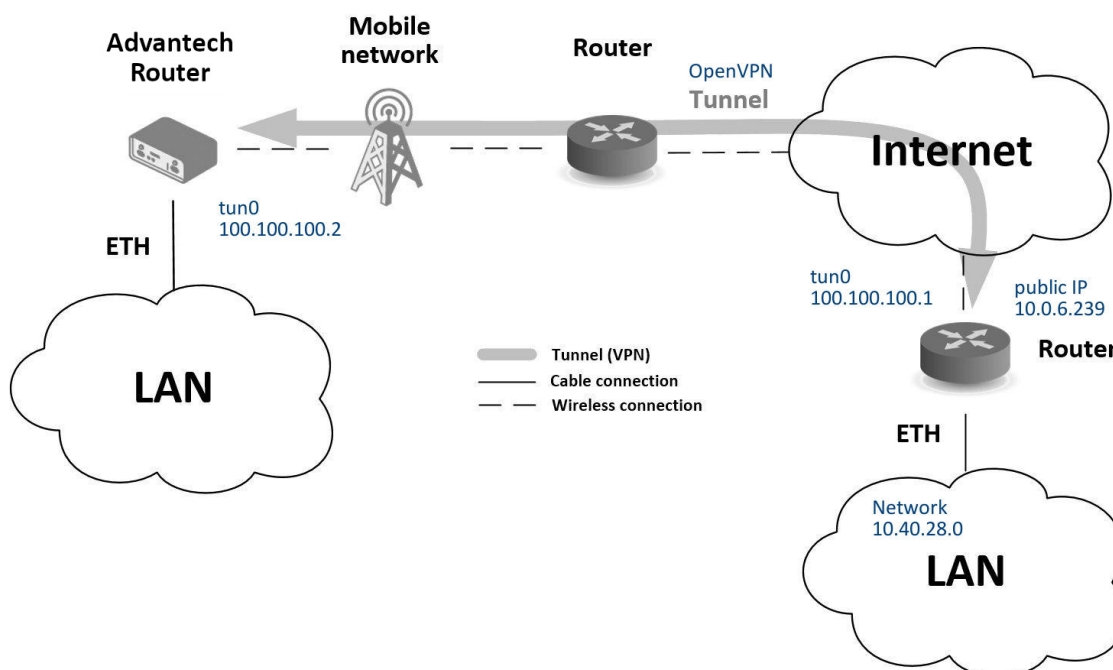 Advantech
Router
Mobile
network
Router
OpenVPN
Tunnel
Internet
tun0
100.100.100.2
ETH
LAN
tun0
100.100.100.1
public IP
10.0.6.239
Router
Tunnel (VPN)
Cable connection
Wireless connection
ETH
Network
10.40.28.0
LAN